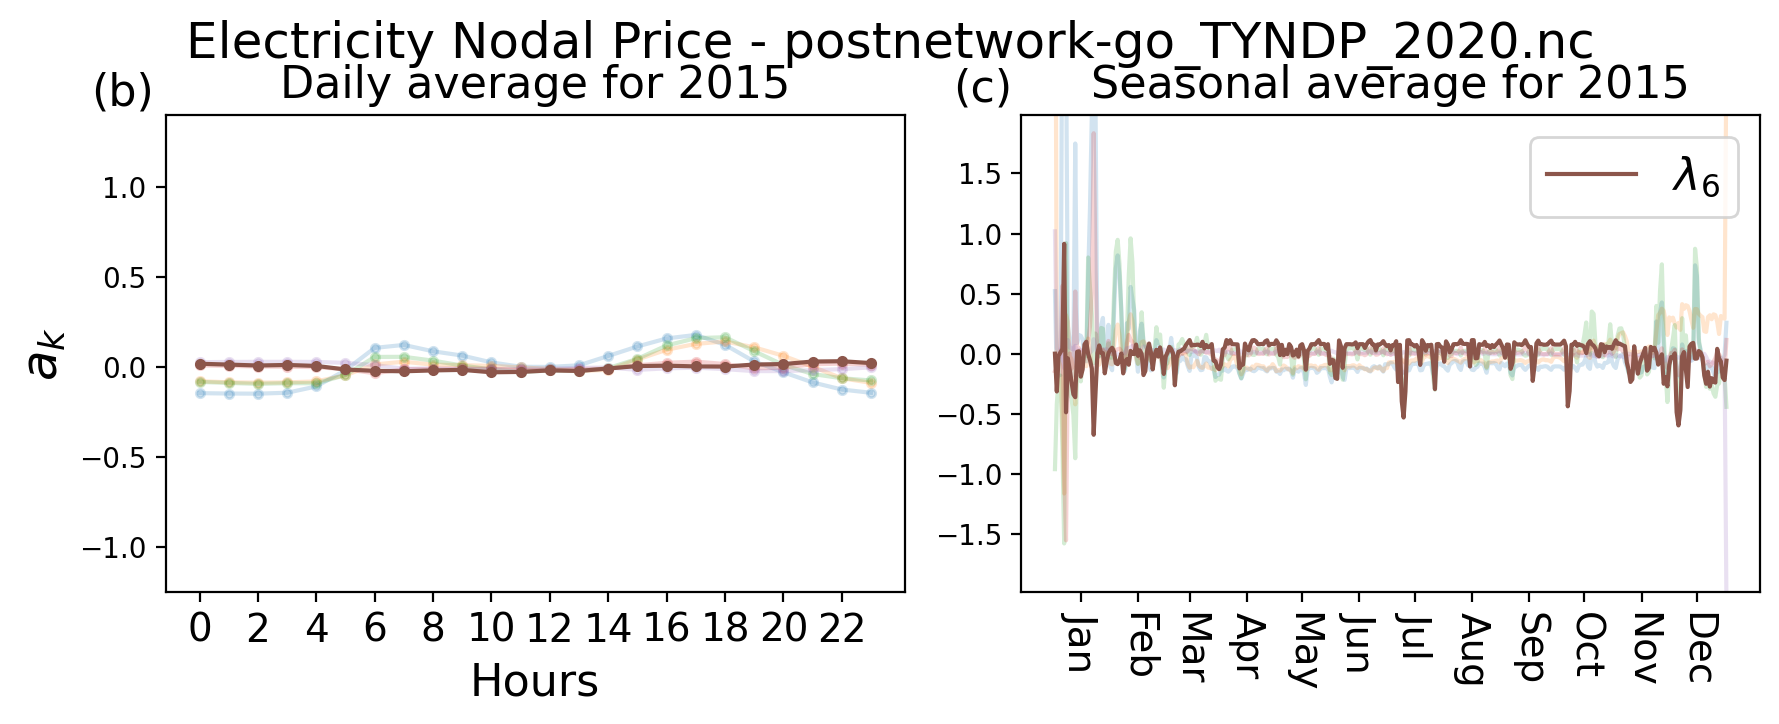 Electricity Nodal Price - postnetwork-go_TYNDP_2020.nc
(b)
Daily average for 2015
a_k
1.0
0.5
0.0
−0.5
−1.0
0 2 4 6 8 10 12 14 16 18 20 22
Hours
(c)
Seasonal average for 2015
λ₆
1.5
1.0
0.5
0.0
−0.5
−1.0
−1.5
Jan Feb Mar Apr May Jun Jul Aug Sep Oct Nov Dec